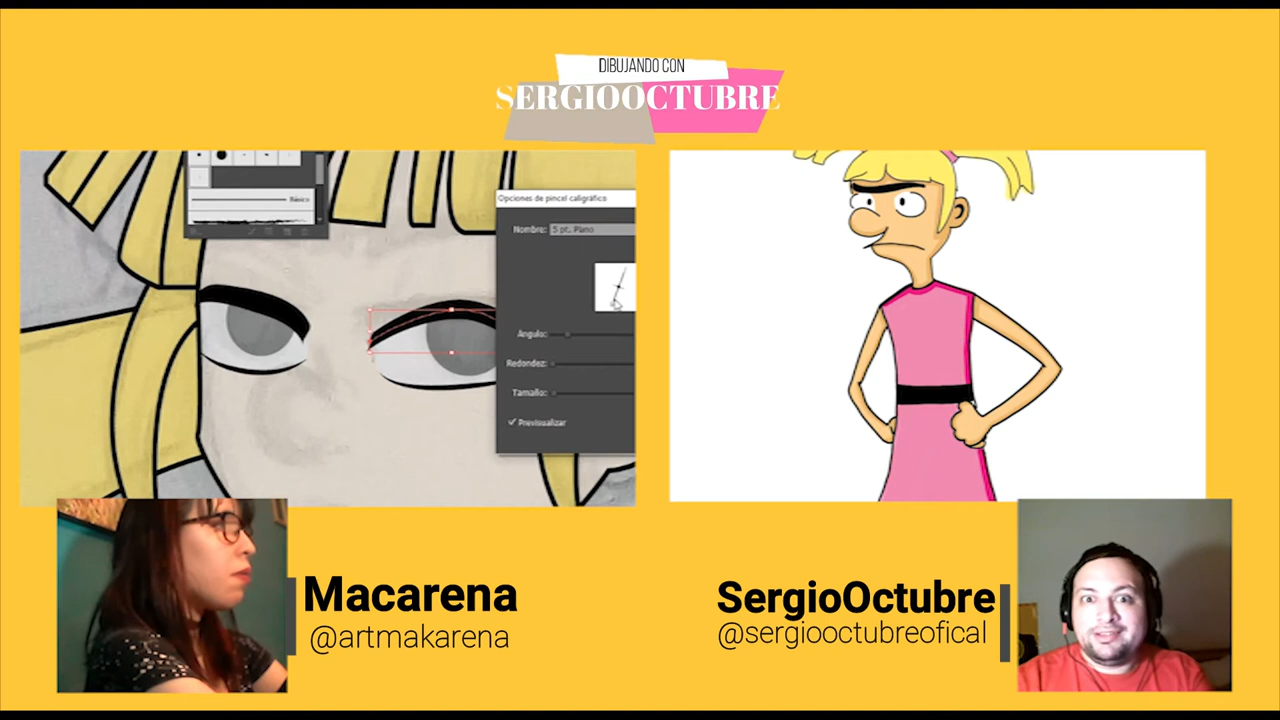 DIBUJANDO CON
SERGIOOCTUBRE
Básico
Opciones de pincel caligráfico
Nombre: 5 pt. Plano
Ángulo:
Redondez:
Tamaño:
Previsualizar
Macarena
@artmakarena
SergioOctubre
@sergiooctubreofical